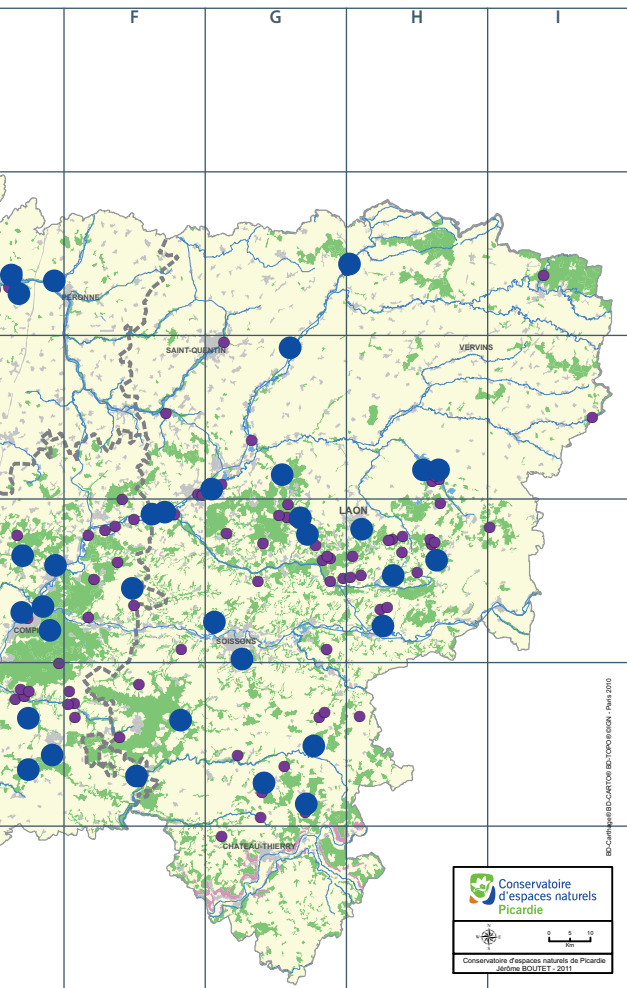 F G H I
PÉRONNE
SAINT-QUENTIN
VERVINS
LAON
COMPI
SOISSONS
CHATEAU-THIERRY
BD-Carthage®BD-CARTO® BD-TOPO®©IGN - Paris 2010
Conservatoire
d'espaces naturels
Picardie
N
W E
S
0 5 10
Km
Conservatoire d'espaces naturels de Picardie
Jérôme BOUTET - 2011